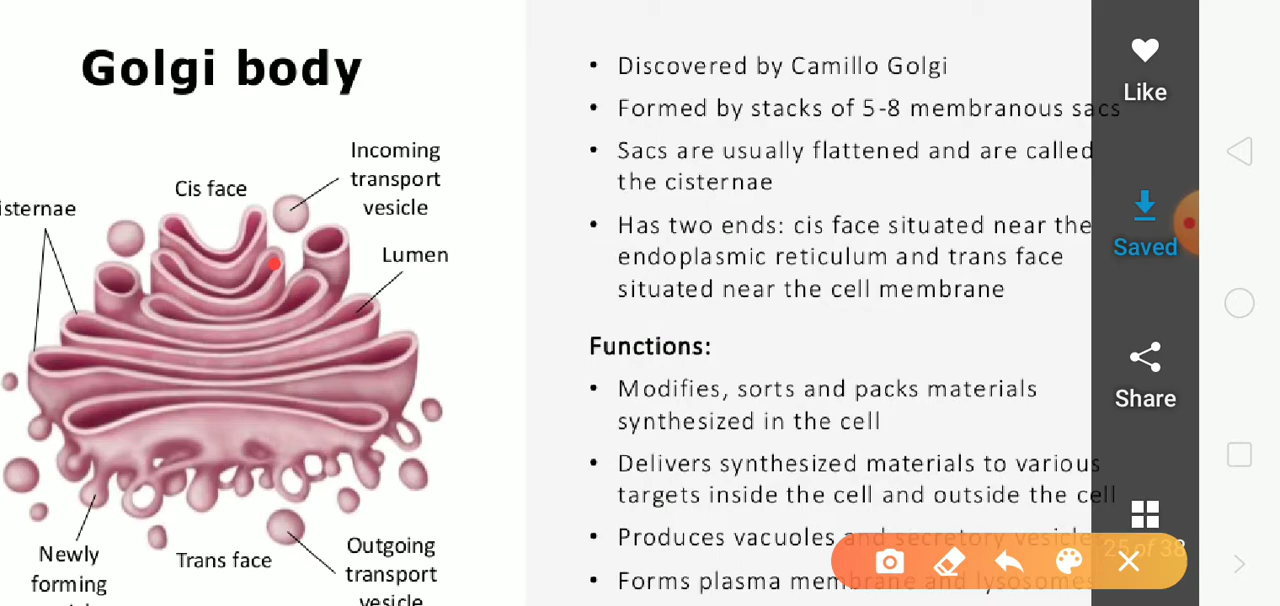 Golgi body
Cis face
Incoming
transport
vesicle
isternae
Lumen
Newly
forming
Trans face
Outgoing
transport
vesicle
• Discovered by Camillo Golgi
• Formed by stacks of 5-8 membranous sacs
• Sacs are usually flattened and are called
the cisternae
• Has two ends: cis face situated near the
endoplasmic reticulum and trans face
situated near the cell membrane
Functions:
• Modifies, sorts and packs materials
synthesized in the cell
• Delivers synthesized materials to various
targets inside the cell and outside the cell
• Produces vacuoles and secretory vesicle
• Forms plasma membrane and lysosomes
Like
Saved
Share
25 of 38